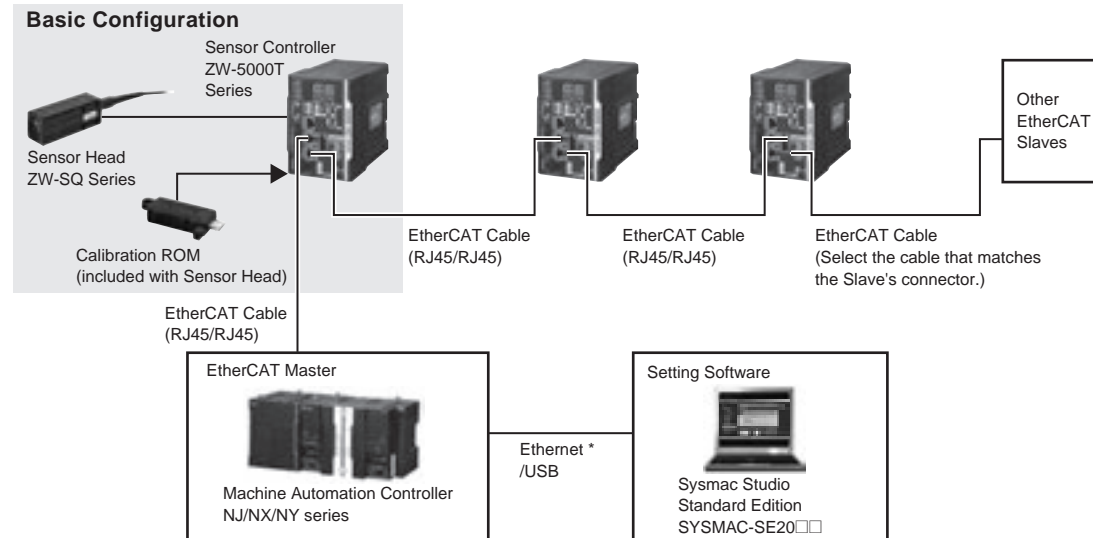 Basic Configuration
Sensor Controller
ZW-5000T
Series
Sensor Head
ZW-SQ Series
Calibration ROM
(included with Sensor Head)
Other
EtherCAT
Slaves
EtherCAT Cable
(RJ45/RJ45)
EtherCAT Cable
(RJ45/RJ45)
EtherCAT Cable
(Select the cable that matches
the Slave's connector.)
EtherCAT Cable
(RJ45/RJ45)
EtherCAT Master
Machine Automation Controller
NJ/NX/NY series
Ethernet *
/USB
Setting Software
Sysmac Studio
Standard Edition
SYSMAC-SE20□□